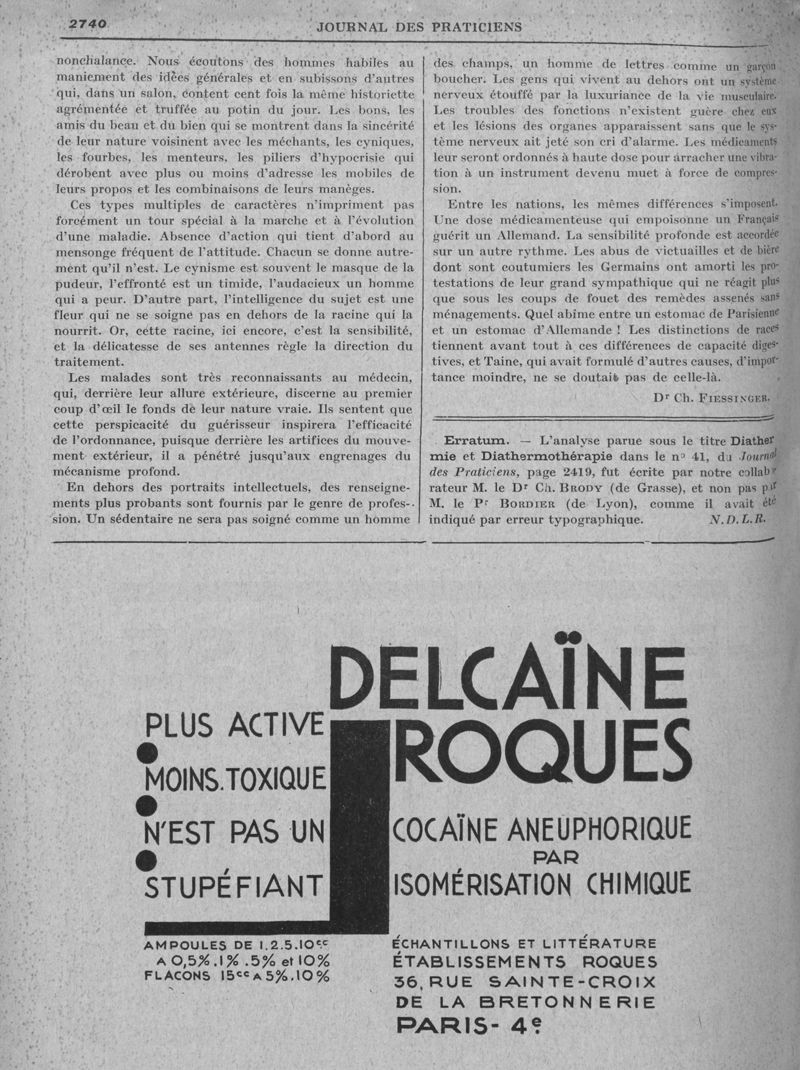 2740
JOURNAL DES PRATICIENS
nonchalance. Nous écoutons des hommes habiles au
maniement des idées générales et en subissons d'autres
qui, dans un salon, content cent fois la même historiette
agrémentée et truffée au potin du jour. Les bons, les
amis du beau et du bien qui se montrent dans la sincérité
de leur nature voisinent avec les méchants, les cyniques,
les fourbes, les menteurs, les piliers d'hypocrisie qui
dérobent avec plus ou moins d'adresse les mobiles de
leurs propos et les combinaisons de leurs manèges.
Ces types multiples de caractères n'impriment pas
forcément un tour spécial à la marche et à l'évolution
d'une maladie. Absence d'action qui tient d'abord au
mensonge fréquent de l'attitude. Chacun se donne autre-
ment qu'il n'est. Le cynisme est souvent le masque de la
pudeur, l'effronté est un timide, l'audacieux un homme
qui a peur. D'autre part, l'intelligence du sujet est une
fleur qui ne se soigne pas en dehors de la racine qui la
nourrit. Or, cette racine, ici encore, c'est la sensibilité,
et la délicatesse de ses antennes règle la direction du
traitement.
Les malades sont très reconnaissants au médecin,
qui, derrière leur allure extérieure, discerne au premier
coup d'œil le fonds de leur nature vraie. Ils sentent que
cette perspicacité du guérisseur inspirera l'efficacité
de l'ordonnance, puisque derrière les artifices du mouve-
ment extérieur, il a pénétré jusqu'aux engrenages du
mécanisme profond.
En dehors des portraits intellectuels, des renseigne-
ments plus probants sont fournis par le genre de profes-
sion. Un sédentaire ne sera pas soigné comme un homme
des champs, un homme de lettres comme un garçon
boucher. Les gens qui vivent au dehors ont un système
nerveux étouffé par la luxuriance de la vie musculaire.
Les troubles des fonctions n'existent guère chez eux
et les lésions des organes apparaissent sans que le sys-
tème nerveux ait jeté son cri d'alarme. Les médicaments
leur seront ordonnés à haute dose pour arracher une vibra-
tion à un instrument devenu muet à force de compres-
sion.
Entre les nations, les mêmes différences s'imposent.
Une dose médicamenteuse qui empoisonne un Français
guérit un Allemand. La sensibilité profonde est accordée
sur un autre rythme. Les abus de victuailles et de bière
dont sont coutumiers les Germains ont amorti les pro-
testations de leur grand sympathique qui ne réagit plus
que sous les coups de fouet des remèdes assenés sans
ménagements. Quel abime entre un estomac de Parisienne
et un estomac d'Allemande ! Les distinctions de races
tiennent avant tout à ces différences de capacité diges-
tives, et Taine, qui avait formulé d'autres causes, d'impor-
tance moindre, ne se doutait pas de celle-là.
Dr Ch. FIESSINGER.
Erratum. — L'analyse parue sous le titre Diather
mie et Diathermothérapie dans le no 41, du Journal
des Praticiens, page 2419, fut écrite par notre collab
rateur M. le Dr Ch. BRODY (de Grasse), et non pas par
M. le Pr BORDIER (de Lyon), comme il avait été
indiqué par erreur typographique. N.D.L.R.
DELCAÏNE
ROQUES
PLUS ACTIVE
MOINS.TOXIQUE
N'EST PAS UN
STUPÉFIANT
COCAÏNE ANEUPHORIQUE
PAR
ISOMÉRISATION CHIMIQUE
AMPOULES DE 1.2.5.10cc
A 0,5%.1%.5% et 10%
FLACONS 15cc A 5%.10%
ÉCHANTILLONS ET LITTÉRATURE
ÉTABLISSEMENTS ROQUES
36, RUE SAINTE-CROIX
DE LA BRETONNERIE
PARIS-4e